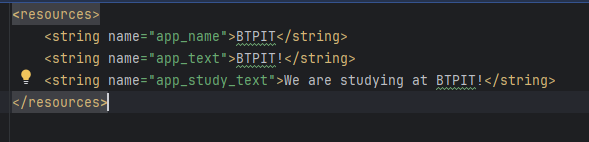 <resources>
    <string name="app_name">BTPIT</string>
    <string name="app_text">BTPIT!</string>
    <string name="app_study_text">We are studying at BTPIT!</string>
</resources>